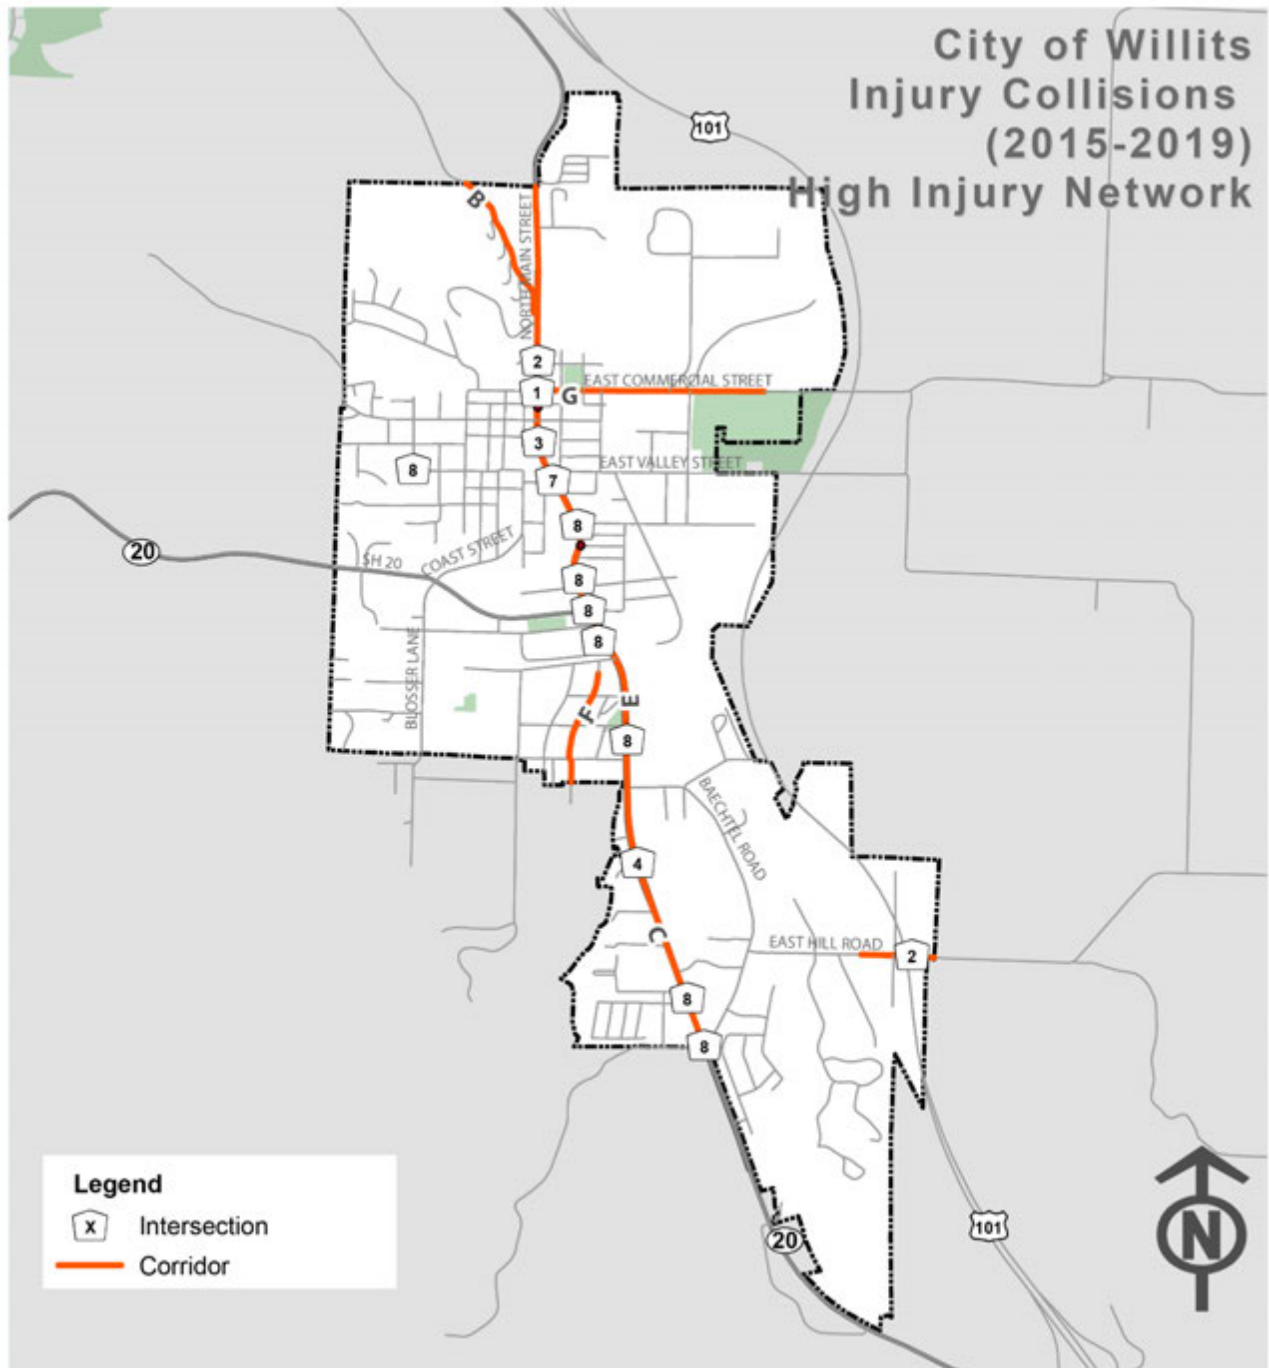 City of Willits
Injury Collisions
(2015-2019)
High Injury Network
101
B
NORTH MAIN STREET
2
1
G
EAST COMMERCIAL STREET
3
8
EAST VALLEY STREET
7
8
20
SH 20
COAST STREET
8
8
8
BLOSSER LANE
F
E
8
BAECHTEL ROAD
4
C
EAST HILL ROAD
2
8
8
Legend
X Intersection
Corridor
20
101
N